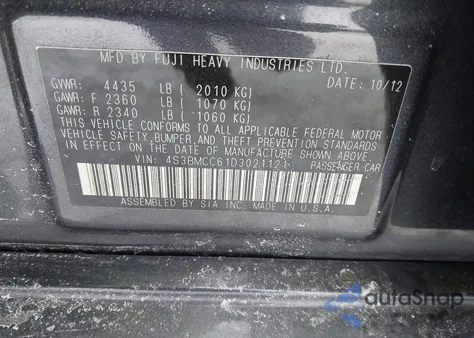 MFD BY FUJI HEAVY INDUSTRIES LTD.
DATE: 10/12
GVWR: 4435 LB ( 2010 KG)
GAWR: F 2360 LB ( 1070 KG)
GAWR: R 2340 LB ( 1060 KG)
THIS VEHICLE CONFORMS TO ALL APPLICABLE FEDERAL MOTOR
VEHICLE SAFETY, BUMPER, AND THEFT PREVENTION STANDARDS
IN EFFECT ON THE DATE OF MANUFACTURE SHOWN ABOVE.
VIN: 4S3BMCC61D3021121 PASSENGER CAR
ASSEMBLED BY SIA INC. MADE IN U.S.A.
autoSnap